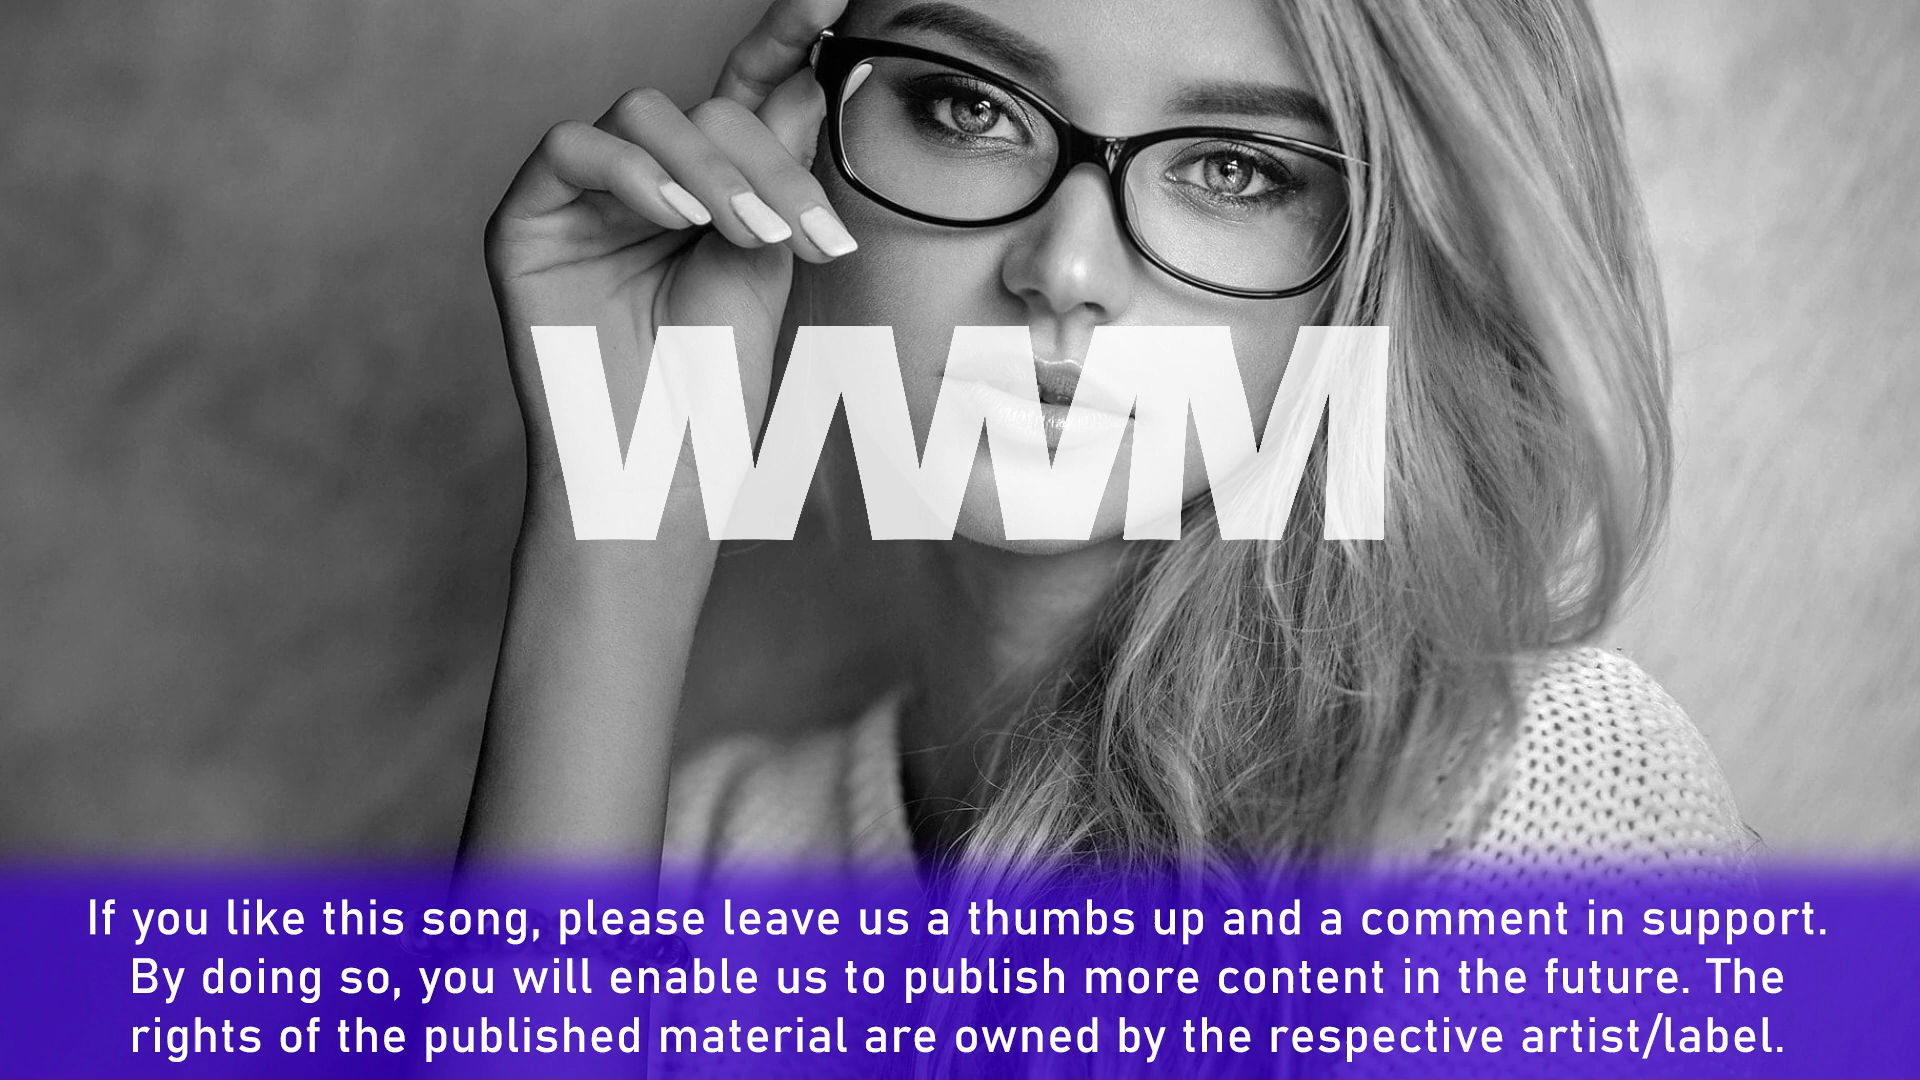 WWM
If you like this song, please leave us a thumbs up and a comment in support.
By doing so, you will enable us to publish more content in the future. The
rights of the published material are owned by the respective artist/label.